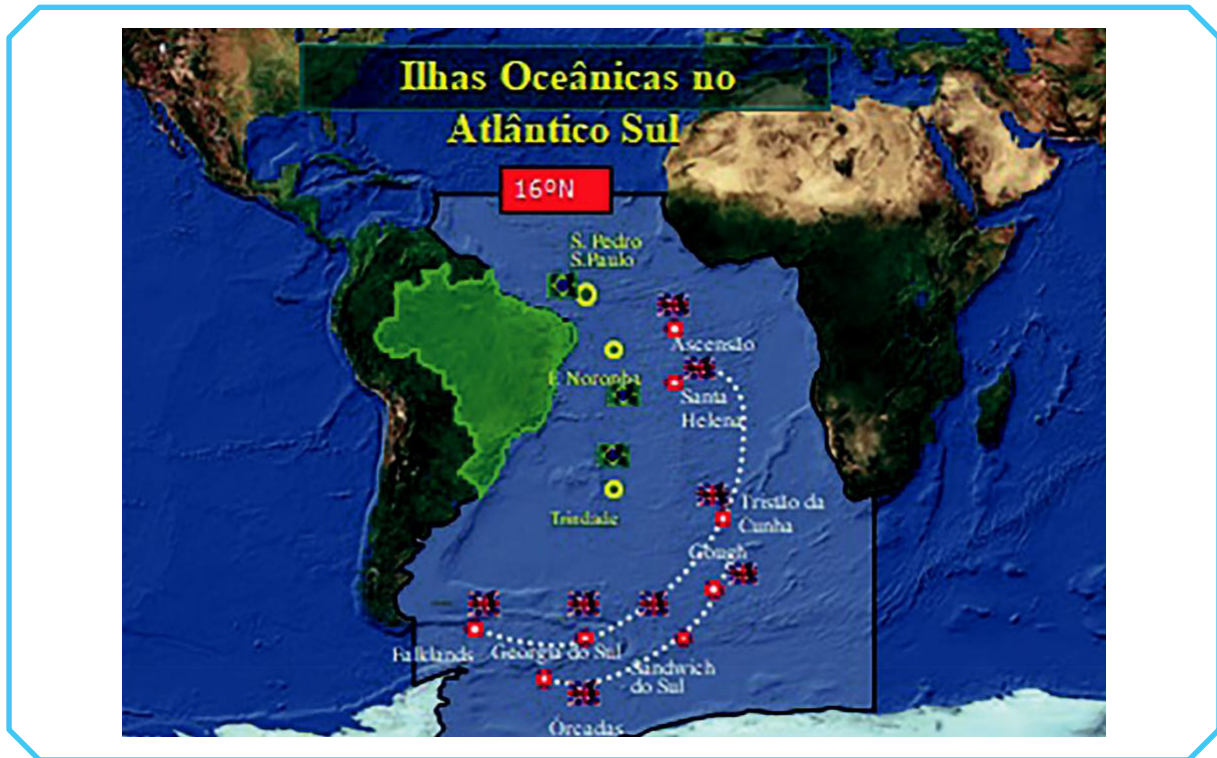 Ilhas Oceânicas no
Atlântico Sul
16ºN
S. Pedro
S.Paulo
Ascensão
F. Noronha
Santa
Helena
Tristão da
Cunha
Trindade
Gough
Falklands
Georgia do Sul
Sandwich
do Sul
Orcadas